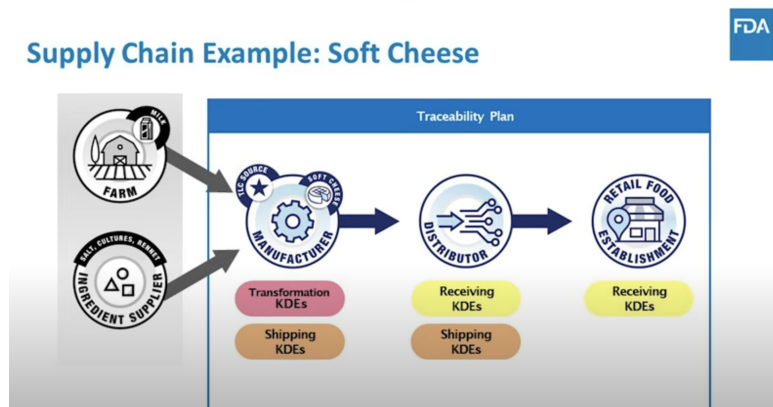 FDA
Supply Chain Example: Soft Cheese
Traceability Plan
MILK
FARM
TLC SOURCE
SOFT CHEESE
MANUFACTURER
DISTRIBUTOR
RETAIL FOOD
ESTABLISHMENT
SALT, CULTURES, RENNET
INGREDIENT SUPPLIER
Transformation
KDEs
Receiving
KDEs
Receiving
KDEs
Shipping
KDEs
Shipping
KDEs